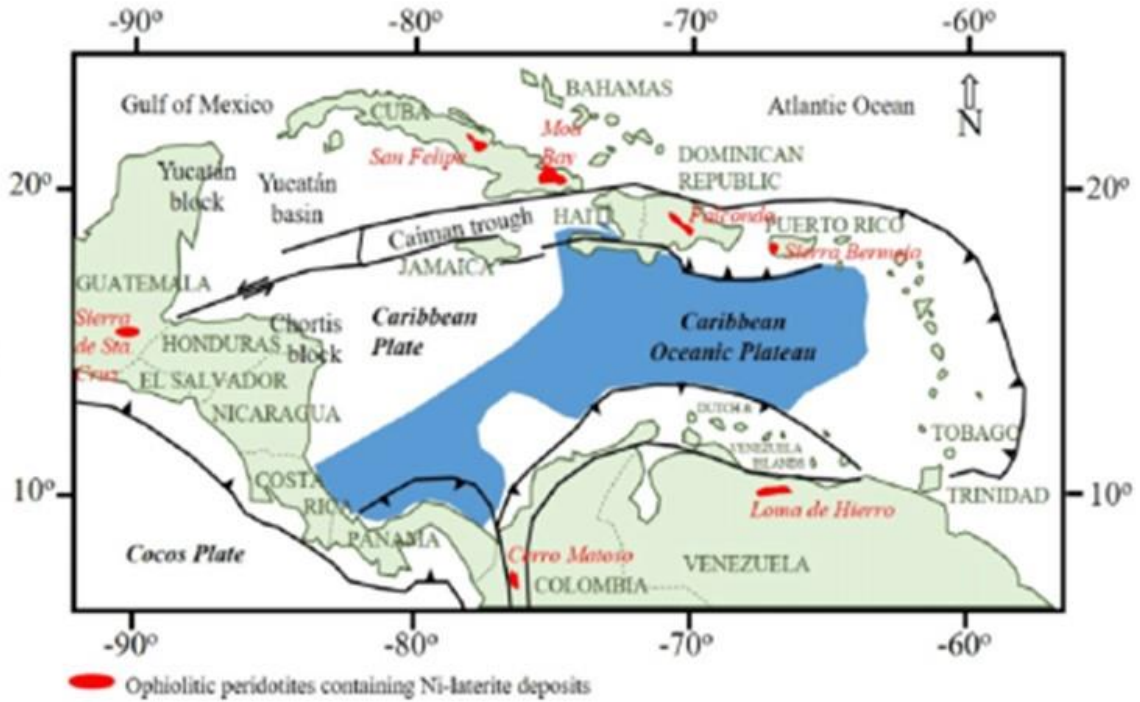 -90º -80º -70º -60º
Gulf of Mexico
BAHAMAS
Atlantic Ocean
N
CUBA
San Felipe
Moa
Bay
DOMINICAN
REPUBLIC
20º
Yucatán
block
Yucatán
basin
20º
Caiman trough
HAITI
Falcondo
PUERTO RICO
Sierra Bermeja
JAMAICA
GUATEMALA
Sierra
de Sta.
Cruz
Chortis
block
HONDURAS
EL SALVADOR
NICARAGUA
Caribbean
Plate
Caribbean
Oceanic Plateau
DUTCH &
VENEZUELA
ISLANDS
TOBAGO
TRINIDAD
10º
COSTA
RICA
10º
Loma de Hierro
PANAMA
Cocos Plate
Cerro Matoso
COLOMBIA
VENEZUELA
-90º -80º -70º -60º
Ophiolitic peridotites containing Ni-laterite deposits